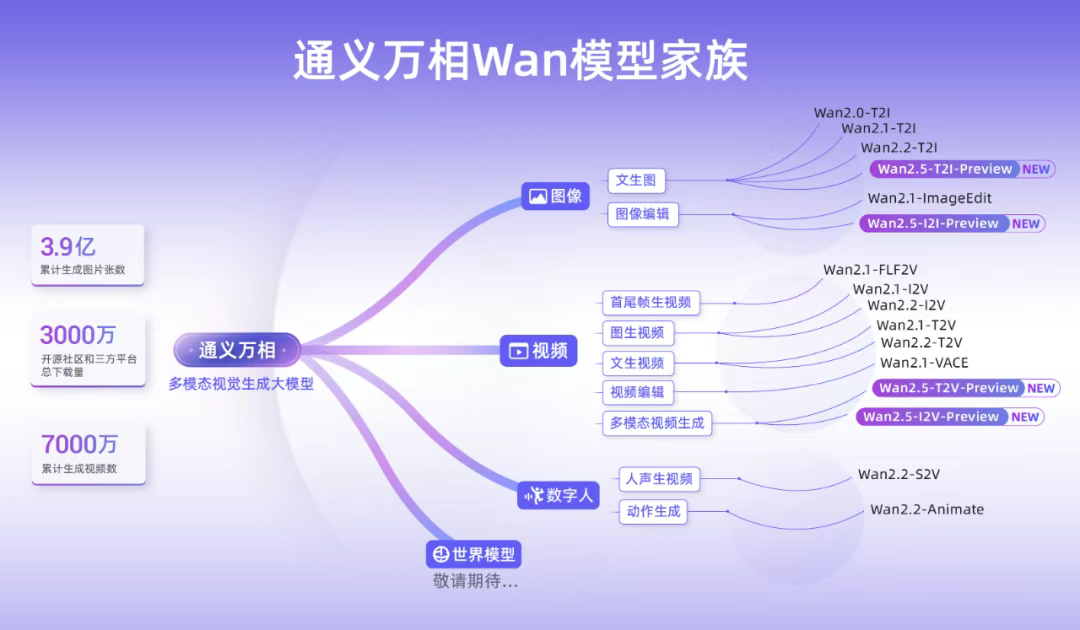 通义万相Wan模型家族
3.9亿
累计生成图片张数
3000万
开源社区和三方平台
总下载量
7000万
累计生成视频数
通义万相
多模态视觉生成大模型
图像
文生图
Wan2.0-T2I
Wan2.1-T2I
Wan2.2-T2I
Wan2.5-T2I-Preview NEW
图像编辑
Wan2.1-ImageEdit
Wan2.5-I2I-Preview NEW
视频
首尾帧生视频
Wan2.1-FLF2V
图生视频
Wan2.1-I2V
Wan2.2-I2V
文生视频
Wan2.1-T2V
Wan2.2-T2V
视频编辑
Wan2.1-VACE
多模态视频生成
Wan2.5-T2V-Preview NEW
Wan2.5-I2V-Preview NEW
数字人
人声生视频
Wan2.2-S2V
动作生成
Wan2.2-Animate
世界模型
敬请期待...